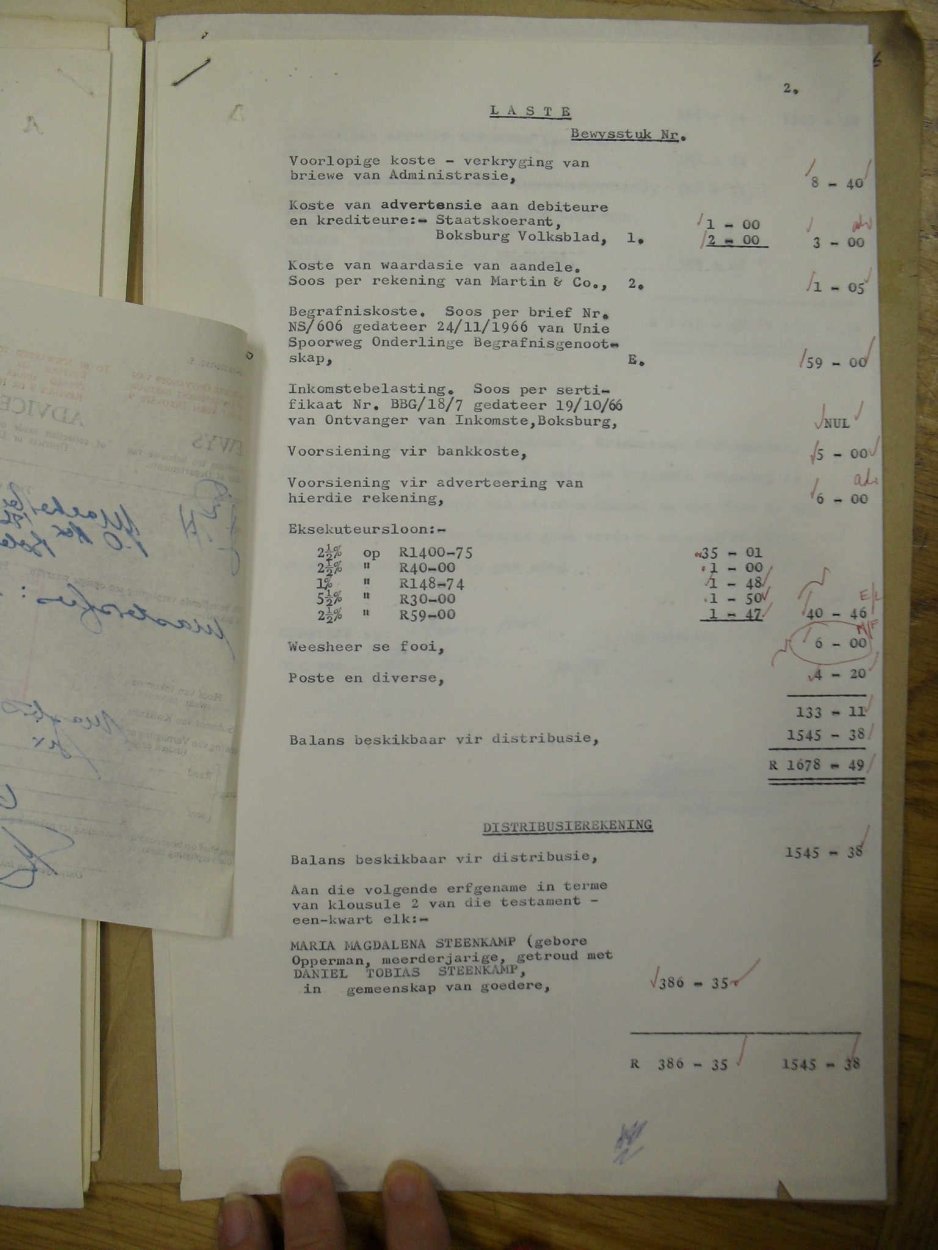 2.
L A S T E
Bewysstuk Nr.
Voorlopige koste - verkryging van
briewe van Administrasie, 8 - 40
Koste van advertensie aan debiteure
en krediteure:- Staatskoerant, 1 - 00
Boksburg Volksblad, 1. 2 - 00 3 - 00
Koste van waardasie van aandele.
Soos per rekening van Martin & Co., 2. 1 - 05
Begrafniskoste. Soos per brief Nr.
NS/606 gedateer 24/11/1966 van Unie
Spoorweg Onderlinge Begrafnisgenoot-
skap, E. 59 - 00
Inkomstebelasting. Soos per serti-
fikaat Nr. BBG/18/7 gedateer 19/10/66
van Ontvanger van Inkomste,Boksburg, NUL
Voorsiening vir bankkoste, 5 - 00
Voorsiening vir adverteering van
hierdie rekening, 6 - 00
Eksekuteursloon:-
2½% op R1400-75 35 - 01
2½% " R40-00 1 - 00
1% " R148-74 1 - 48
5½% " R30-00 1 - 50
2½% " R59-00 1 - 47 40 - 46
Weesheer se fooi, 6 - 00
Poste en diverse, 4 - 20
133 - 11
Balans beskikbaar vir distribusie, 1545 - 38
R 1678 - 49
DISTRIBUSIEREKENING
Balans beskikbaar vir distribusie, 1545 - 38
Aan die volgende erfgename in terme
van klousule 2 van die testament -
een-kwart elk:-
MARIA MAGDALENA STEENKAMP (gebore
Opperman, meerderjarige, getroud met
DANIEL TOBIAS STEENKAMP,
in gemeenskap van goedere, 386 - 35
R 386 - 35 1545 - 38
ADVICE
WYS